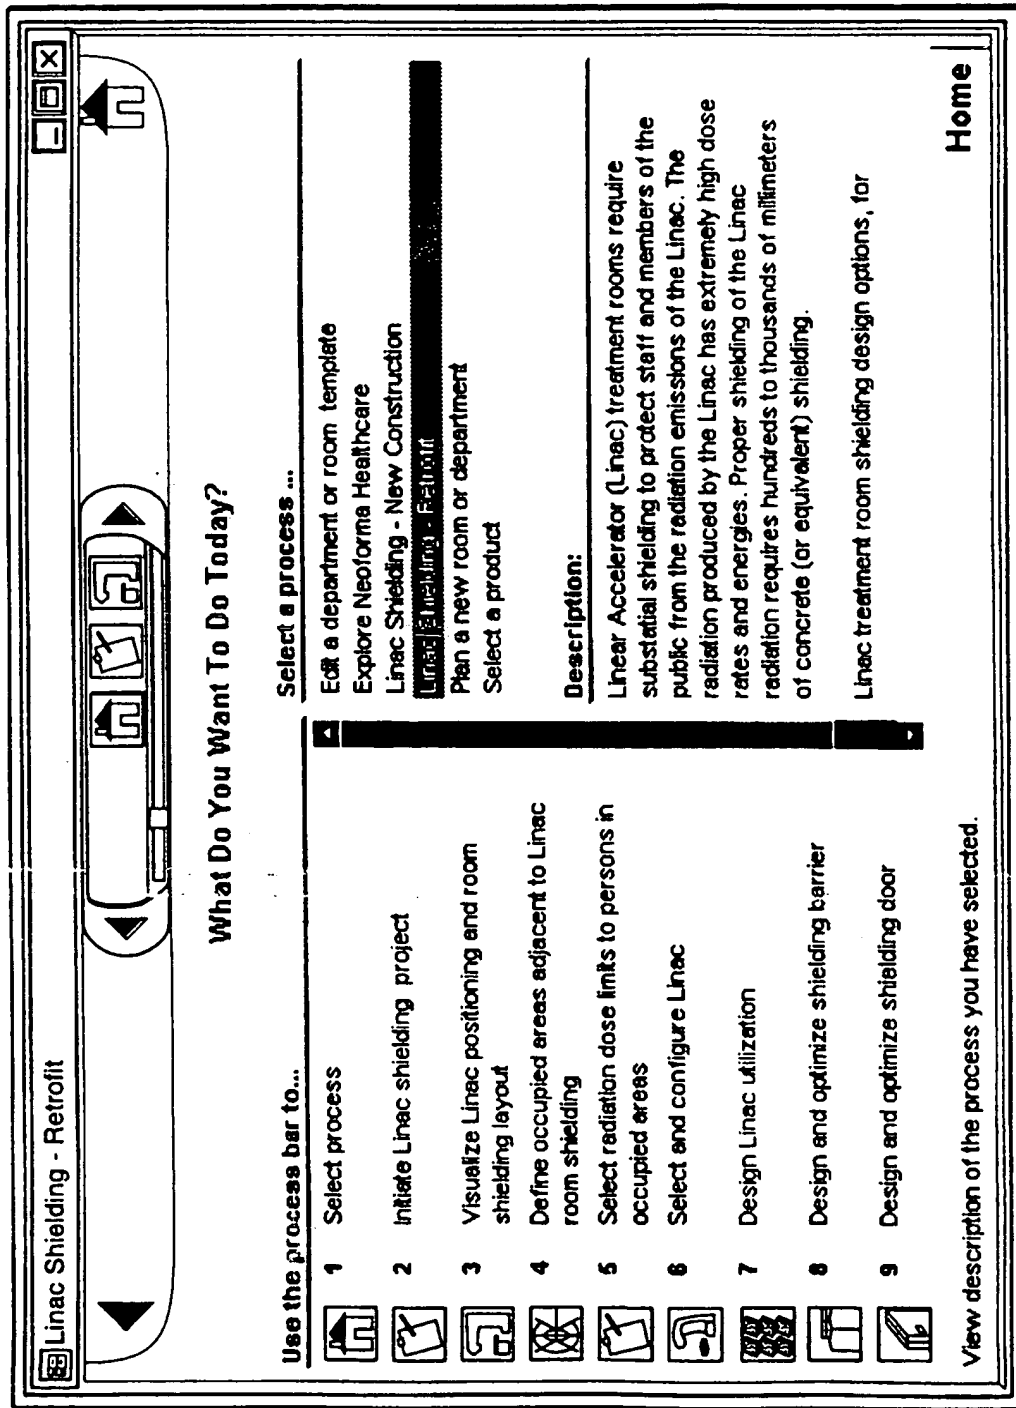 Linac Shielding - Retrofit
What Do You Want To Do Today?
Use the process bar to...
1 Select process
2 Initiate Linac shielding project
3 Visualize Linac positioning and room
shielding layout
4 Define occupied areas adjacent to Linac
room shielding
5 Select radiation dose limits to persons in
occupied areas
6 Select and configure Linac
7 Design Linac utilization
8 Design and optimize shielding barrier
9 Design and optimize shielding door
Select a process ...
Edit a department or room template
Explore Neoforma Healthcare
Linac Shielding - New Construction
Linac Shielding - Retrofit
Plan a new room or department
Select a product
Description:
Linear Accelerator (Linac) treatment rooms require
substatial shielding to protect staff and members of the
public from the radiation emissions of the Linac. The
radiation produced by the Linac has extremely high dose
rates and energies. Proper shielding of the Linac
radiation requires hundreds to thousands of millimeters
of concrete (or equivalent) shielding.
Linac treatment room shielding design options, for
View description of the process you have selected.
Home